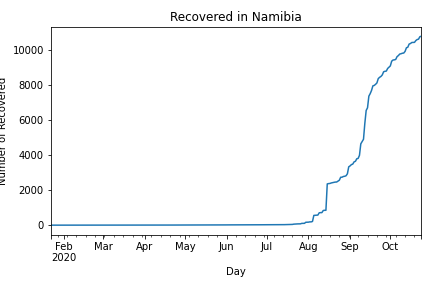 Recovered in Namibia
Number of Recovered
10000
8000
6000
4000
2000
0
Feb Mar Apr May Jun Jul Aug Sep Oct
2020
Day